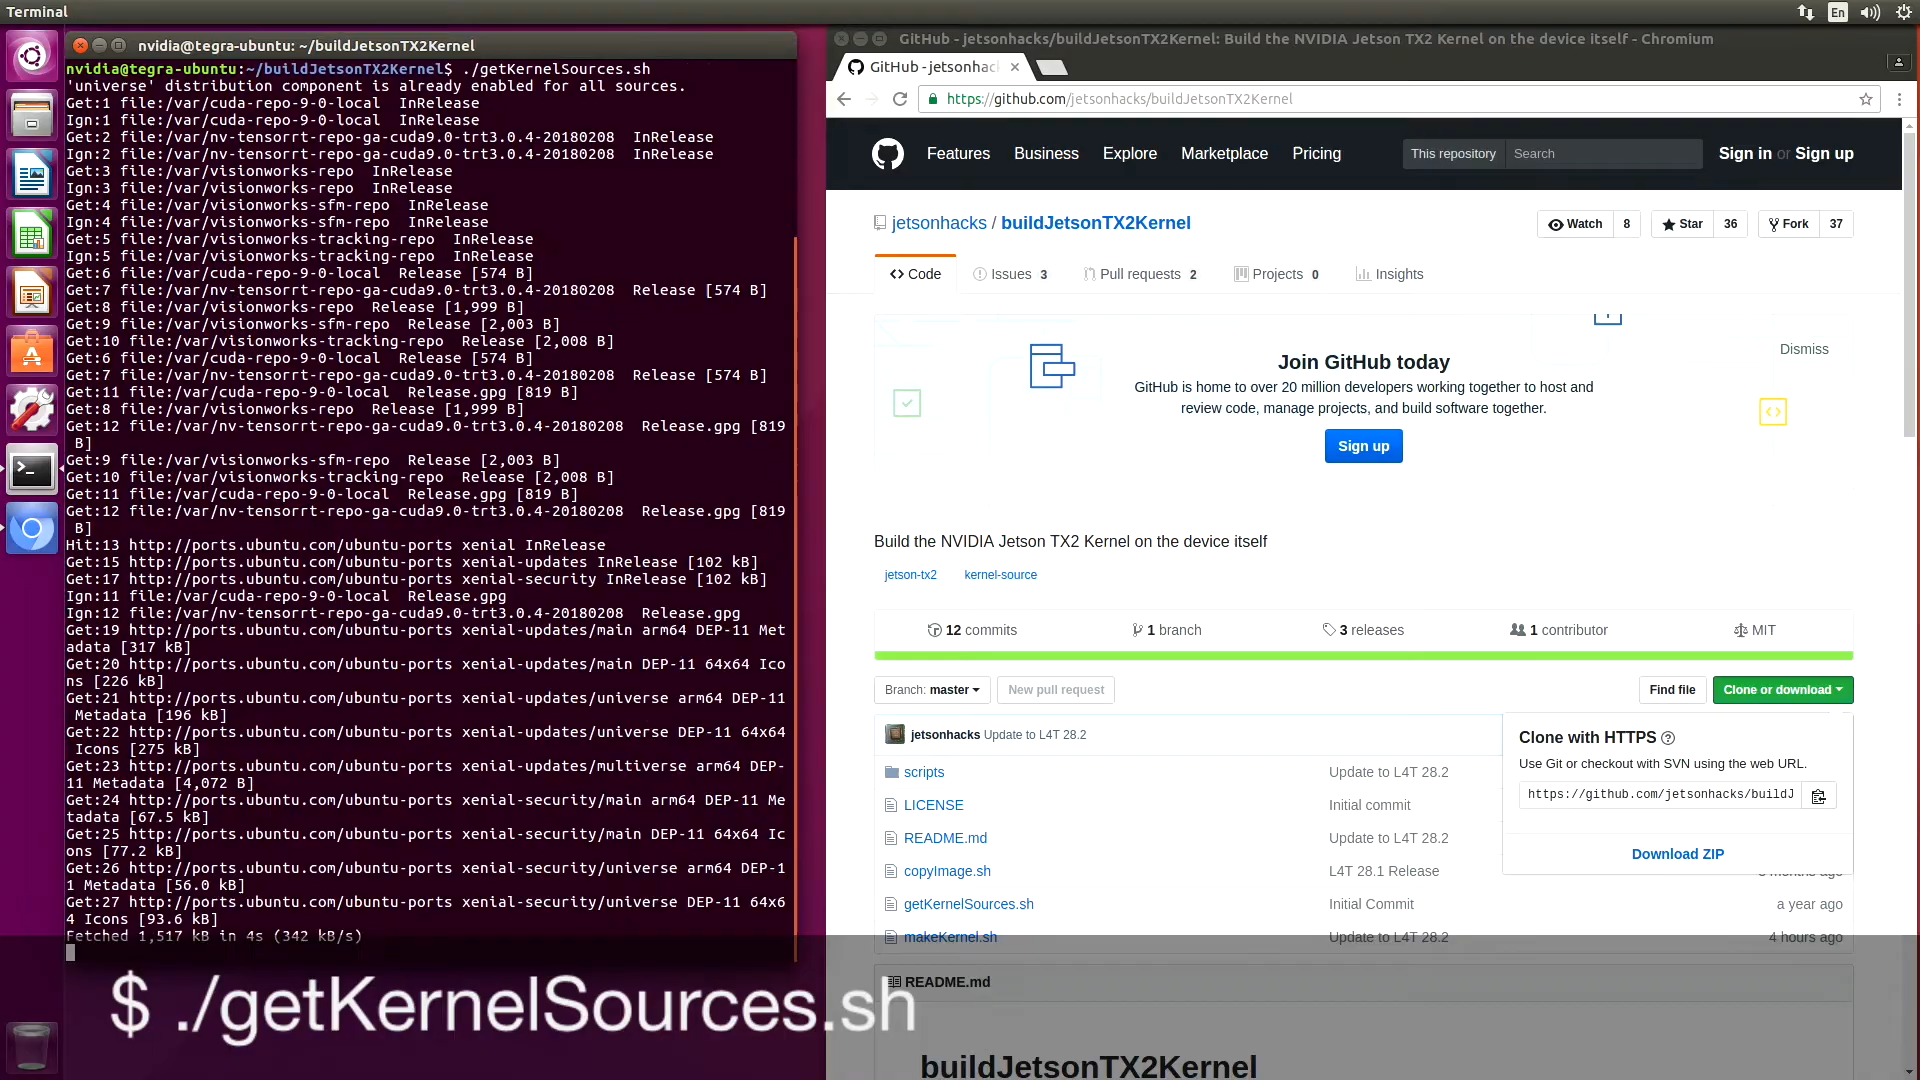 Terminal
En
nvidia@tegra-ubuntu: ~/buildJetsonTX2Kernel
nvidia@tegra-ubuntu:~/buildJetsonTX2Kernel$ ./getKernelSources.sh
'universe' distribution component is already enabled for all sources.
Get:1 file:/var/cuda-repo-9-0-local  InRelease
Ign:1 file:/var/cuda-repo-9-0-local  InRelease
Get:2 file:/var/nv-tensorrt-repo-ga-cuda9.0-trt3.0.4-20180208  InRelease
Ign:2 file:/var/nv-tensorrt-repo-ga-cuda9.0-trt3.0.4-20180208  InRelease
Get:3 file:/var/visionworks-repo  InRelease
Ign:3 file:/var/visionworks-repo  InRelease
Get:4 file:/var/visionworks-sfm-repo  InRelease
Ign:4 file:/var/visionworks-sfm-repo  InRelease
Get:5 file:/var/visionworks-tracking-repo  InRelease
Ign:5 file:/var/visionworks-tracking-repo  InRelease
Get:6 file:/var/cuda-repo-9-0-local  Release [574 B]
Get:7 file:/var/nv-tensorrt-repo-ga-cuda9.0-trt3.0.4-20180208  Release [574 B]
Get:8 file:/var/visionworks-repo  Release [1,999 B]
Get:9 file:/var/visionworks-sfm-repo  Release [2,003 B]
Get:10 file:/var/visionworks-tracking-repo  Release [2,008 B]
Get:6 file:/var/cuda-repo-9-0-local  Release [574 B]
Get:7 file:/var/nv-tensorrt-repo-ga-cuda9.0-trt3.0.4-20180208  Release [574 B]
Get:11 file:/var/cuda-repo-9-0-local  Release.gpg [819 B]
Get:8 file:/var/visionworks-repo  Release [1,999 B]
Get:12 file:/var/nv-tensorrt-repo-ga-cuda9.0-trt3.0.4-20180208  Release.gpg [819
 B]
Get:9 file:/var/visionworks-sfm-repo  Release [2,003 B]
Get:10 file:/var/visionworks-tracking-repo  Release [2,008 B]
Get:11 file:/var/cuda-repo-9-0-local  Release.gpg [819 B]
Get:12 file:/var/nv-tensorrt-repo-ga-cuda9.0-trt3.0.4-20180208  Release.gpg [819
 B]
Hit:13 http://ports.ubuntu.com/ubuntu-ports xenial InRelease
Get:15 http://ports.ubuntu.com/ubuntu-ports xenial-updates InRelease [102 kB]
Get:17 http://ports.ubuntu.com/ubuntu-ports xenial-security InRelease [102 kB]
Ign:11 file:/var/cuda-repo-9-0-local  Release.gpg
Ign:12 file:/var/nv-tensorrt-repo-ga-cuda9.0-trt3.0.4-20180208  Release.gpg
Get:19 http://ports.ubuntu.com/ubuntu-ports xenial-updates/main arm64 DEP-11 Met
adata [317 kB]
Get:20 http://ports.ubuntu.com/ubuntu-ports xenial-updates/main DEP-11 64x64 Ico
ns [226 kB]
Get:21 http://ports.ubuntu.com/ubuntu-ports xenial-updates/universe arm64 DEP-11
 Metadata [196 kB]
Get:22 http://ports.ubuntu.com/ubuntu-ports xenial-updates/universe DEP-11 64x64
 Icons [275 kB]
Get:23 http://ports.ubuntu.com/ubuntu-ports xenial-updates/multiverse arm64 DEP-
11 Metadata [4,072 B]
Get:24 http://ports.ubuntu.com/ubuntu-ports xenial-security/main arm64 DEP-11 Me
tadata [67.5 kB]
Get:25 http://ports.ubuntu.com/ubuntu-ports xenial-security/main DEP-11 64x64 Ic
ons [77.2 kB]
Get:26 http://ports.ubuntu.com/ubuntu-ports xenial-security/universe arm64 DEP-1
1 Metadata [56.0 kB]
Get:27 http://ports.ubuntu.com/ubuntu-ports xenial-security/universe DEP-11 64x6
4 Icons [93.6 kB]
Fetched 1,517 kB in 4s (342 kB/s)
$ ./getKernelSources.sh
GitHub - jetsonhacks/buildJetsonTX2Kernel: Build the NVIDIA Jetson TX2 Kernel on the device itself - Chromium
GitHub - jetsonhac
https://github.com/jetsonhacks/buildJetsonTX2Kernel
Features Business Explore Marketplace Pricing This repository Search Sign in or Sign up
jetsonhacks / buildJetsonTX2Kernel Watch 8 Star 36 Fork 37
Code Issues 3 Pull requests 2 Projects 0 Insights
Dismiss
Join GitHub today
GitHub is home to over 20 million developers working together to host and
review code, manage projects, and build software together.
Sign up
Build the NVIDIA Jetson TX2 Kernel on the device itself
jetson-tx2 kernel-source
12 commits 1 branch 3 releases 1 contributor MIT
Branch: master New pull request Find file Clone or download
jetsonhacks Update to L4T 28.2
Clone with HTTPS
Use Git or checkout with SVN using the web URL.
https://github.com/jetsonhacks/buildJ
Download ZIP
scripts Update to L4T 28.2
LICENSE Initial commit
README.md Update to L4T 28.2
copyImage.sh L4T 28.1 Release
getKernelSources.sh Initial Commit a year ago
makeKernel.sh Update to L4T 28.2 4 hours ago
README.md
buildJetsonTX2Kernel